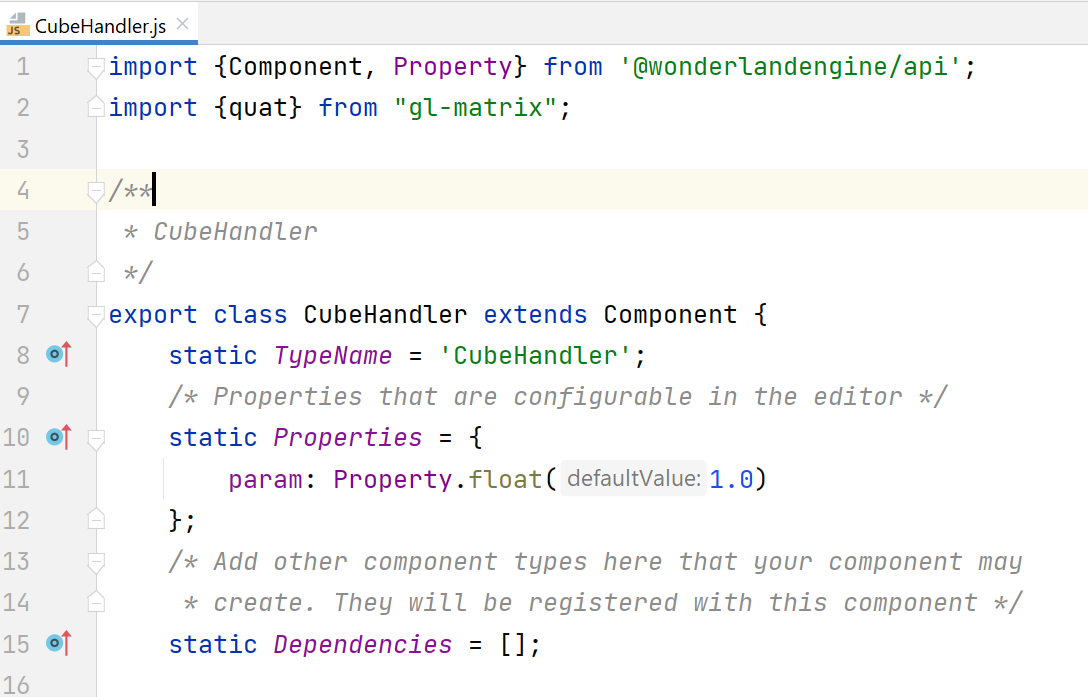 JS CubeHandler.js
1 import {Component, Property} from '@wonderlandengine/api';
2 import {quat} from "gl-matrix";
3
4 /**
5  * CubeHandler
6  */
7 export class CubeHandler extends Component {
8     static TypeName = 'CubeHandler';
9     /* Properties that are configurable in the editor */
10     static Properties = {
11         param: Property.float( defaultValue: 1.0)
12     };
13     /* Add other component types here that your component may
14      * create. They will be registered with this component */
15     static Dependencies = [];
16